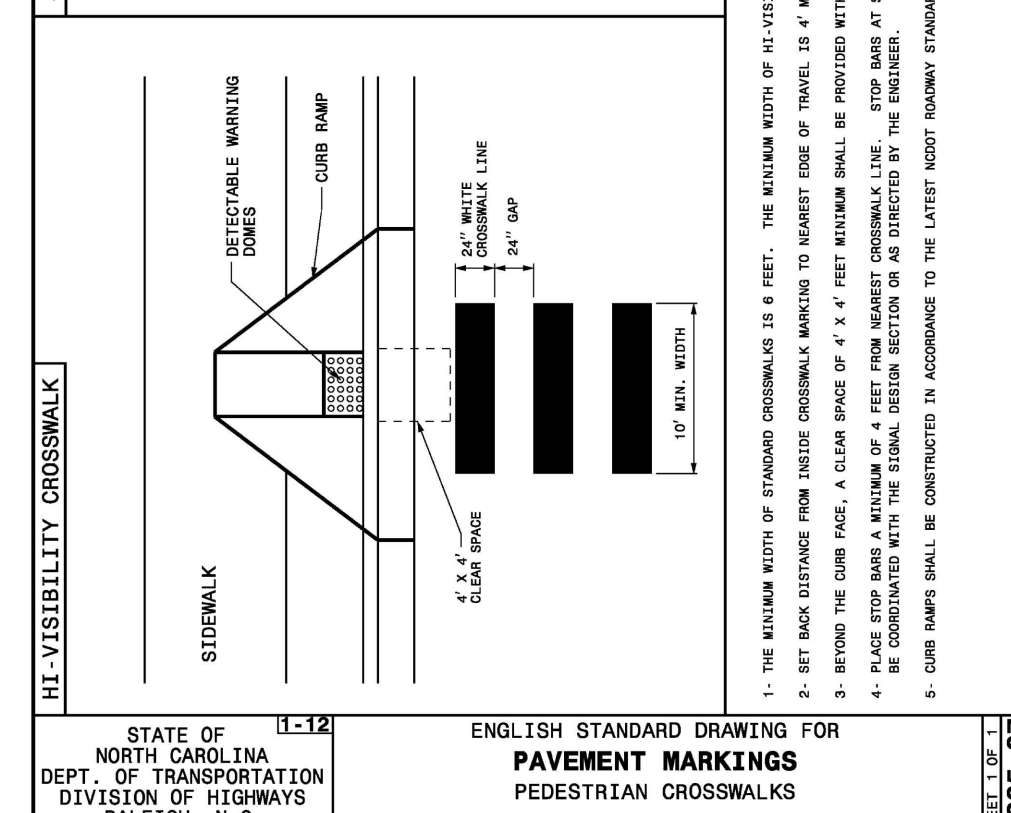 HI-VISIBILITY CROSSWALK
SIDEWALK
DETECTABLE WARNING
DOMES
CURB RAMP
24" WHITE
CROSSWALK LINE
24" GAP
10' MIN. WIDTH
4' X 4'
CLEAR SPACE
1- THE MINIMUM WIDTH OF STANDARD CROSSWALKS IS 6 FEET. THE MINIMUM WIDTH OF
2- SET BACK DISTANCE FROM INSIDE CROSSWALK MARKING TO NEAREST EDGE OF TRAVEL IS 4'
3- BEYOND THE CURB FACE, A CLEAR SPACE OF 4' X 4' FEET MINIMUM SHALL BE PROVIDED
4- PLACE STOP BARS A MINIMUM OF 4 FEET FROM NEAREST CROSSWALK LINE. STOP BARS AT
BE COORDINATED WITH THE SIGNAL DESIGN SECTION OR AS DIRECTED BY THE ENGINEER.
5- CURB RAMPS SHALL BE CONSTRUCTED IN ACCORDANCE TO THE LATEST NCDOT ROADWAY
1-12
STATE OF
NORTH CAROLINA
DEPT. OF TRANSPORTATION
DIVISION OF HIGHWAYS
ENGLISH STANDARD DRAWING FOR
PAVEMENT MARKINGS
PEDESTRIAN CROSSWALKS
1 OF 1